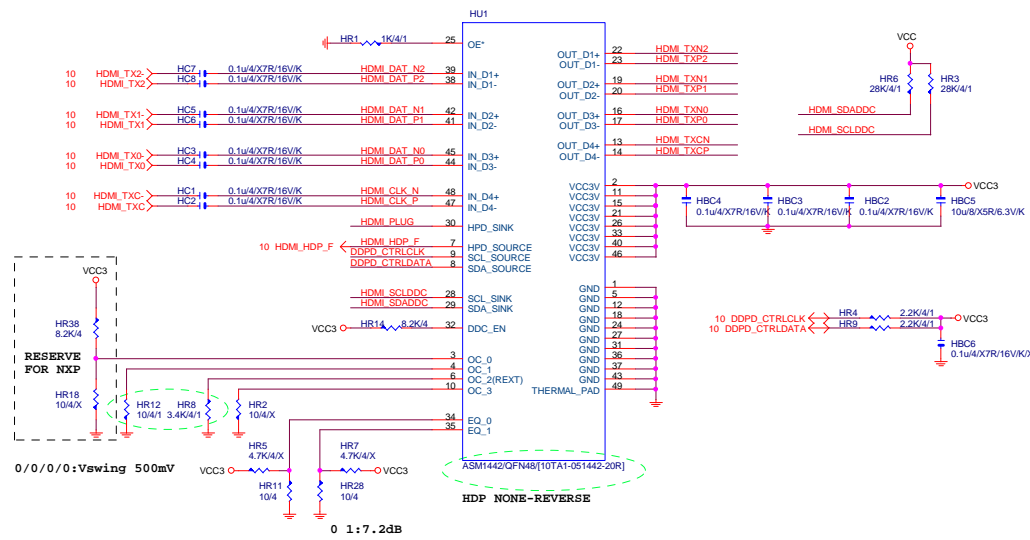 HU1
HR1 1K/4/1 25 OE*
10 HDMI_TX2- HC7 0.1u/4/X7R/16V/K HDMI_DAT_N2 39 IN_D1+
10 HDMI_TX2 HC8 0.1u/4/X7R/16V/K HDMI_DAT_P2 38 IN_D1-
10 HDMI_TX1- HC5 0.1u/4/X7R/16V/K HDMI_DAT_N1 42 IN_D2+
10 HDMI_TX1 HC6 0.1u/4/X7R/16V/K HDMI_DAT_P1 41 IN_D2-
10 HDMI_TX0- HC3 0.1u/4/X7R/16V/K HDMI_DAT_N0 45 IN_D3+
10 HDMI_TX0 HC4 0.1u/4/X7R/16V/K HDMI_DAT_P0 44 IN_D3-
10 HDMI_TXC- HC1 0.1u/4/X7R/16V/K HDMI_CLK_N 48 IN_D4+
10 HDMI_TXC HC2 0.1u/4/X7R/16V/K HDMI_CLK_P 47 IN_D4-
HDMI_PLUG 30 HPD_SINK
10 HDMI_HDP_F HDMI_HDP_F 7 HPD_SOURCE
DDPD_CTRLCLK 9 SCL_SOURCE
DDPD_CTRLDATA 8 SDA_SOURCE
HDMI_SCLDDC 28 SCL_SINK
HDMI_SDADDC 29 SDA_SINK
VCC3 HR14 8.2K/4 32 DDC_EN
3 OC_0
4 OC_1
6 OC_2(REXT)
10 OC_3
34 EQ_0
35 EQ_1
OUT_D1+ 22 HDMI_TXN2
OUT_D1- 23 HDMI_TXP2
OUT_D2+ 19 HDMI_TXN1
OUT_D2- 20 HDMI_TXP1
OUT_D3+ 16 HDMI_TXN0
OUT_D3- 17 HDMI_TXP0
OUT_D4+ 13 HDMI_TXCN
OUT_D4- 14 HDMI_TXCP
VCC3V 2
VCC3V 11
VCC3V 15
VCC3V 21
VCC3V 26
VCC3V 33
VCC3V 40
VCC3V 46
GND 1
GND 5
GND 12
GND 18
GND 24
GND 27
GND 31
GND 36
GND 37
GND 43
THERMAL_PAD 49
VCC
HR6 HR3
28K/4/1 28K/4/1
HDMI_SDADDC
HDMI_SCLDDC
VCC3
HBC4 HBC3 HBC2 HBC5
0.1u/4/X7R/16V/K 0.1u/4/X7R/16V/K 0.1u/4/X7R/16V/K 10u/8/X5R/6.3V/K
10 DDPD_CTRLCLK HR4 2.2K/4/1 VCC3
10 DDPD_CTRLDATA HR9 2.2K/4/1
HBC6
0.1u/4/X7R/16V/K/X
VCC3
HR38
8.2K/4
RESERVE
FOR NXP
HR18
10/4/X
HR12
10/4/1
HR8
3.4K/4/1
HR2
10/4/X
0/0/0/0:Vswing 500mV
HR5
4.7K/4/X
VCC3
HR11
10/4
HR7
4.7K/4/X
VCC3
HR28
10/4
0 1:7.2dB
ASM1442/QFN48/[10TA1-051442-20R]
HDP NONE-REVERSE